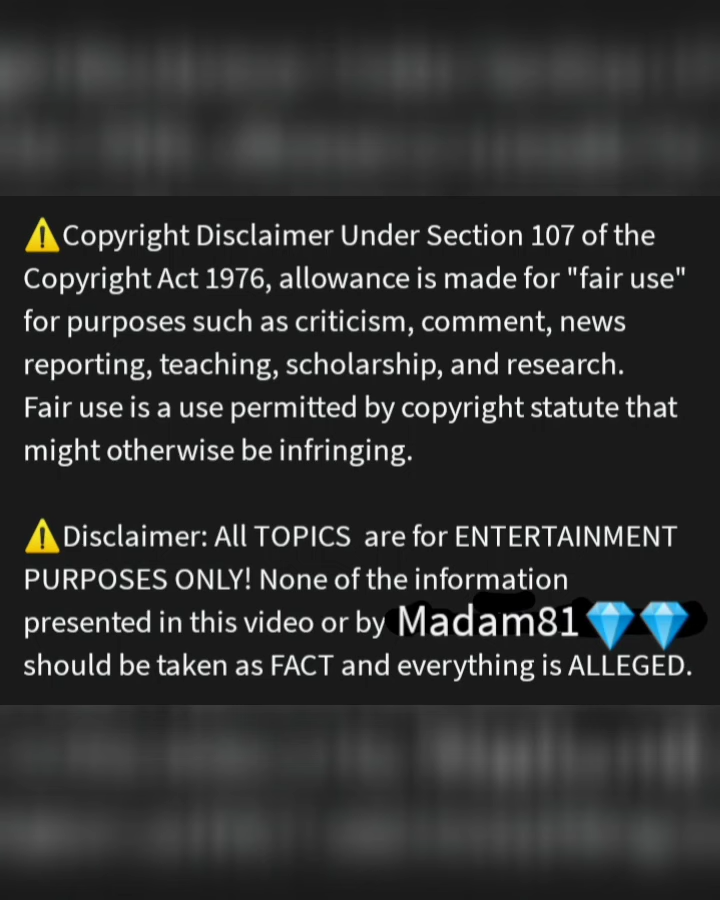 ⚠️Copyright Disclaimer Under Section 107 of the
Copyright Act 1976, allowance is made for "fair use"
for purposes such as criticism, comment, news
reporting, teaching, scholarship, and research.
Fair use is a use permitted by copyright statute that
might otherwise be infringing.
⚠️Disclaimer: All TOPICS are for ENTERTAINMENT
PURPOSES ONLY! None of the information
presented in this video or by Madam81💎💎
should be taken as FACT and everything is ALLEGED.